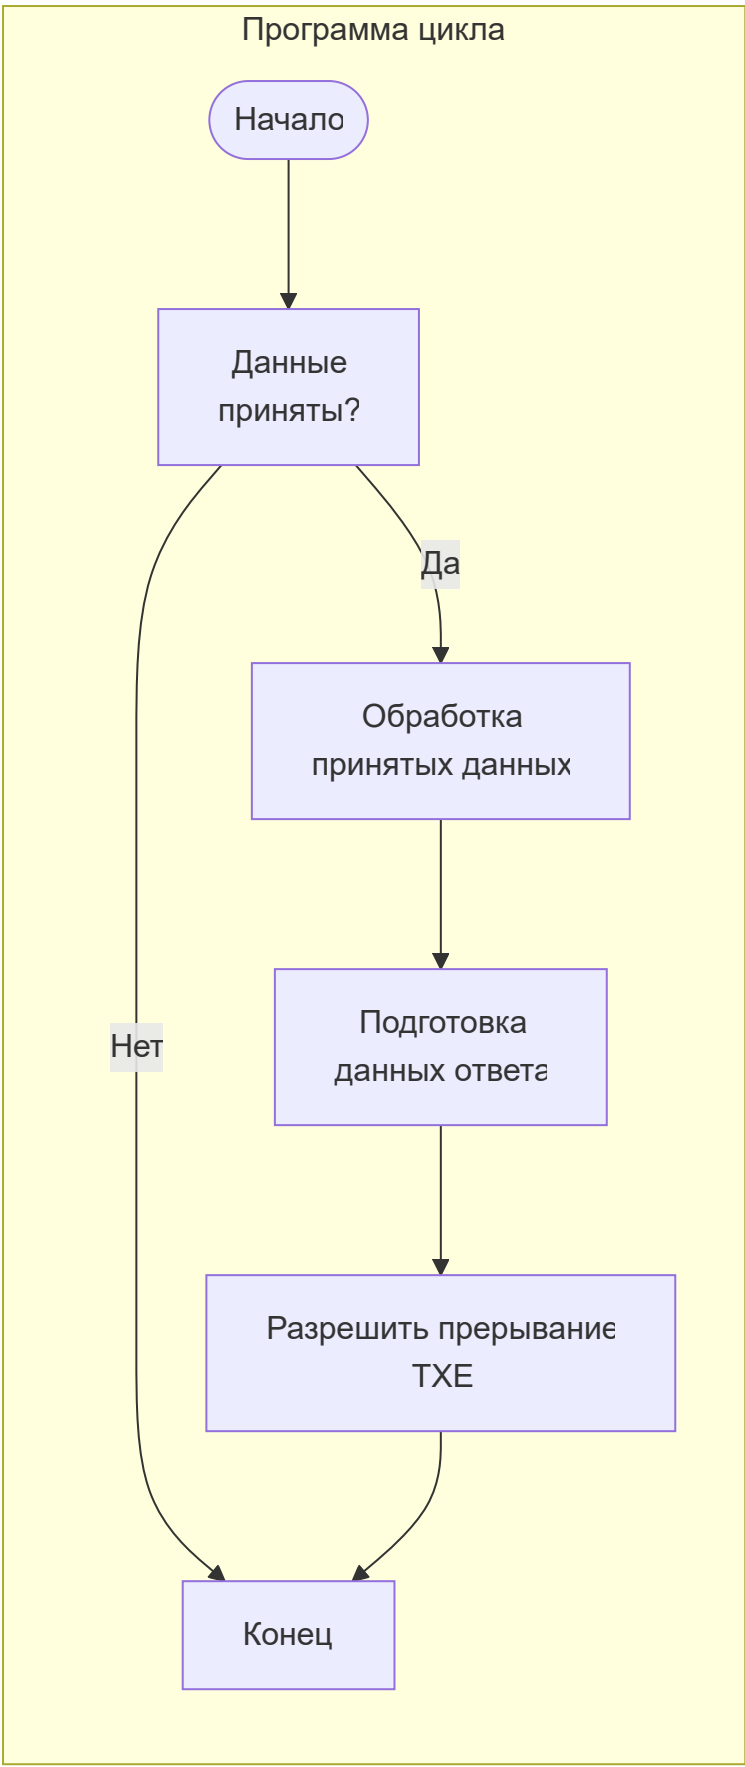 Программа цикла
Начало
Данные
приняты?
Да
Обработка
принятых данных
Подготовка
данных ответа
Нет
Разрешить прерывание
TXE
Конец